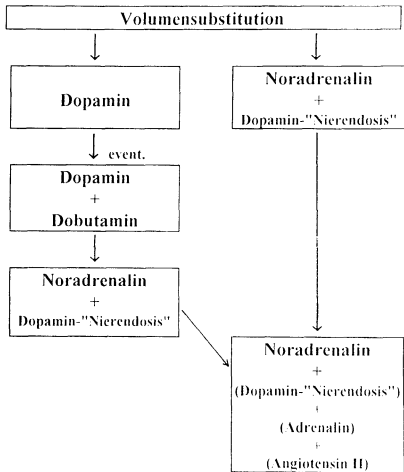 Volumensubstitution
Dopamin
Noradrenalin
+
Dopamin-"Nierendosis"
event.
Dopamin
+
Dobutamin
Noradrenalin
+
Dopamin-"Nierendosis"
Noradrenalin
+
(Dopamin-"Nierendosis")
+
(Adrenalin)
+
(Angiotensin II)